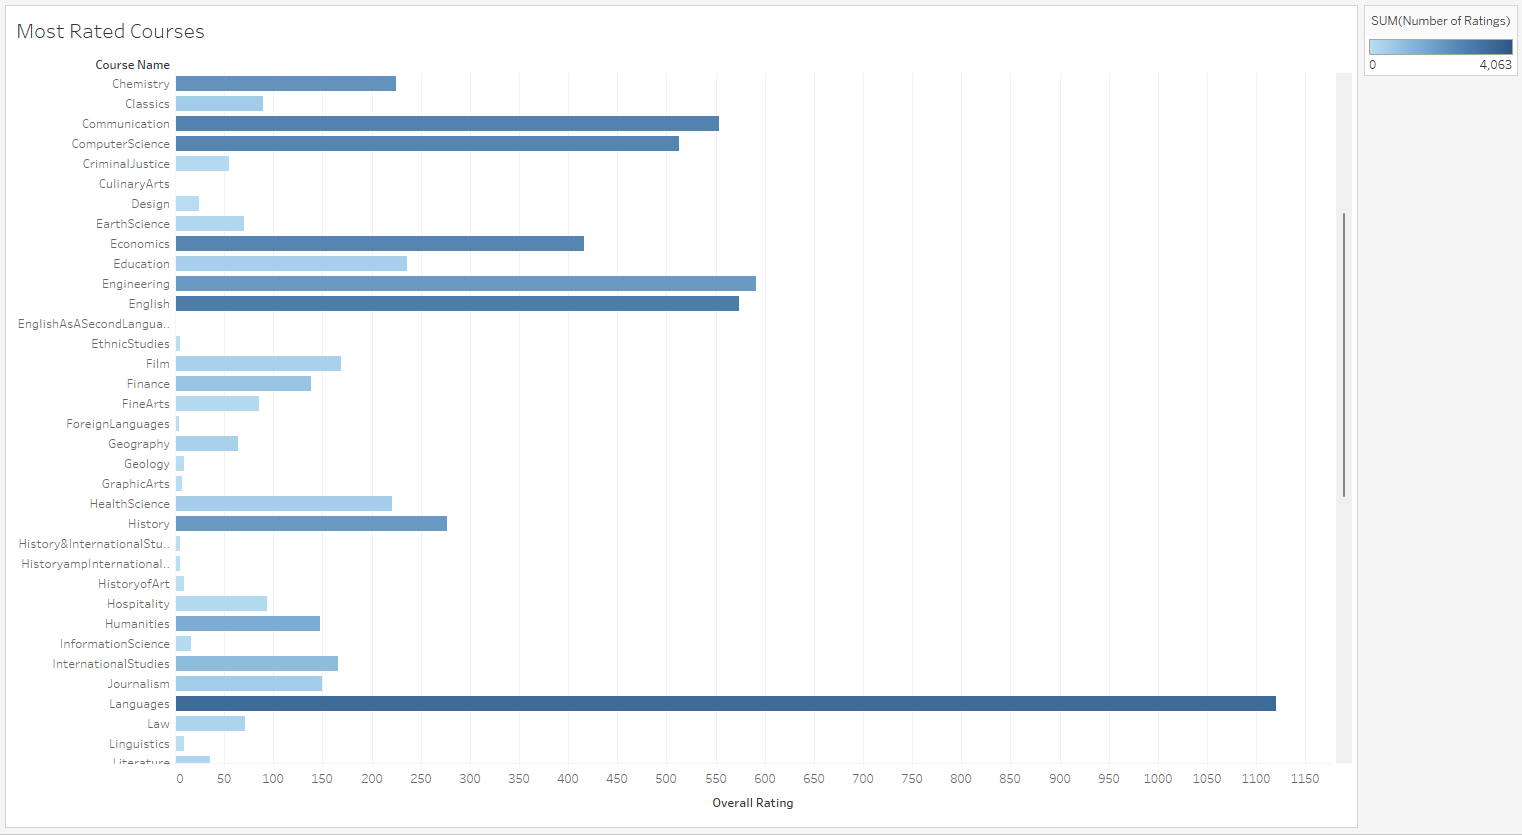 Most Rated Courses
SUM(Number of Ratings)
0 4,063
Course Name
Chemistry
Classics
Communication
ComputerScience
CriminalJustice
CulinaryArts
Design
EarthScience
Economics
Education
Engineering
English
EnglishAsASecondLangua..
EthnicStudies
Film
Finance
FineArts
ForeignLanguages
Geography
Geology
GraphicArts
HealthScience
History
History&InternationalStu..
HistoryampInternational..
HistoryofArt
Hospitality
Humanities
InformationScience
InternationalStudies
Journalism
Languages
Law
Linguistics
Literature
0 50 100 150 200 250 300 350 400 450 500 550 600 650 700 750 800 850 900 950 1000 1050 1100 1150
Overall Rating